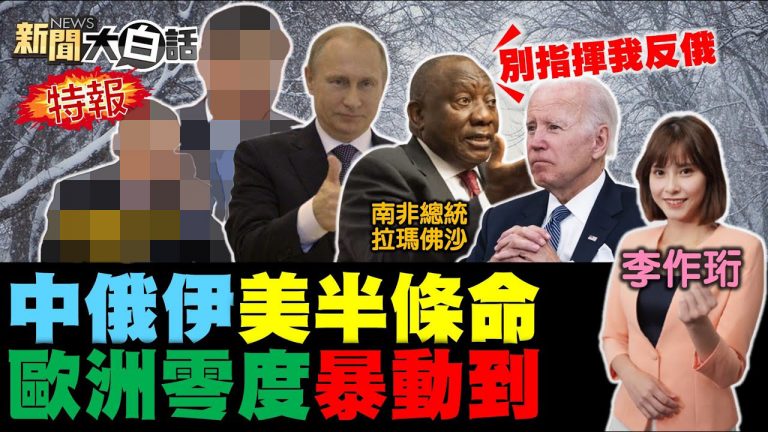 NEWS
新聞大白話
特報
別指揮我反俄
南非總統
拉瑪佛沙
李作珩
中俄伊美半條命
歐洲零度暴動到